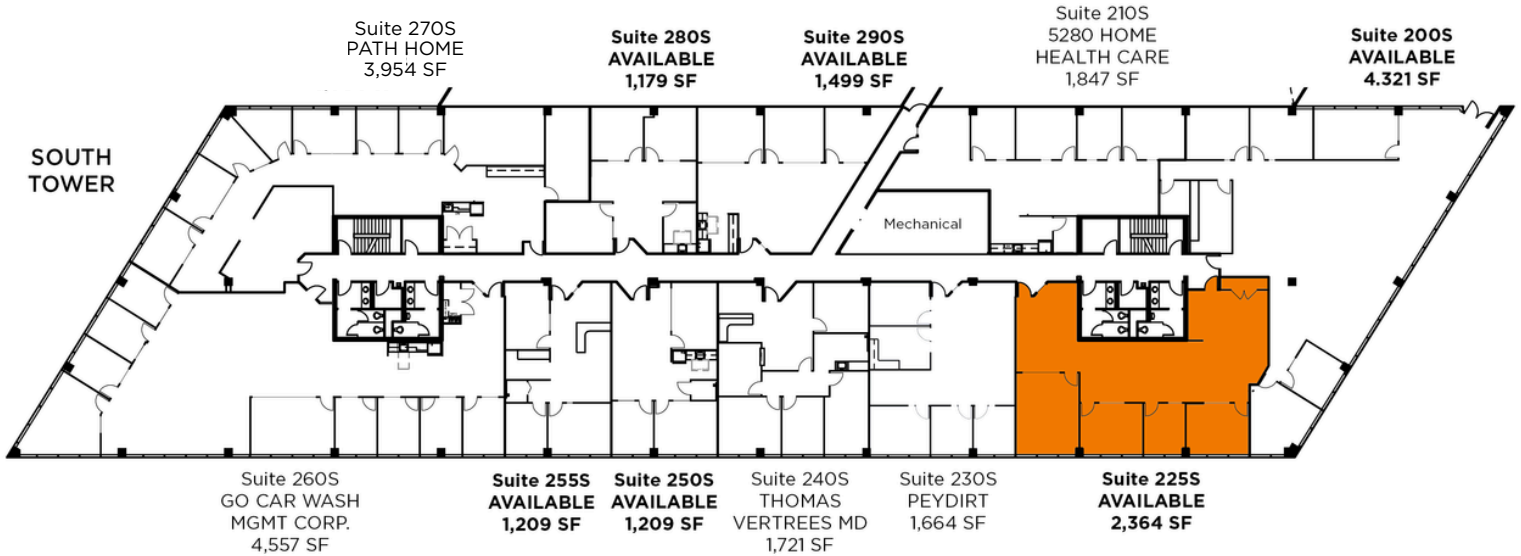 Suite 270S
PATH HOME
3,954 SF
Suite 280S
AVAILABLE
1,179 SF
Suite 290S
AVAILABLE
1,499 SF
Suite 210S
5280 HOME
HEALTH CARE
1,847 SF
Suite 200S
AVAILABLE
4.321 SF
SOUTH
TOWER
Mechanical
Suite 260S
GO CAR WASH
MGMT CORP.
4,557 SF
Suite 255S
AVAILABLE
1,209 SF
Suite 250S
AVAILABLE
1,209 SF
Suite 240S
THOMAS
VERTREES MD
1,721 SF
Suite 230S
PEYDIRT
1,664 SF
Suite 225S
AVAILABLE
2,364 SF